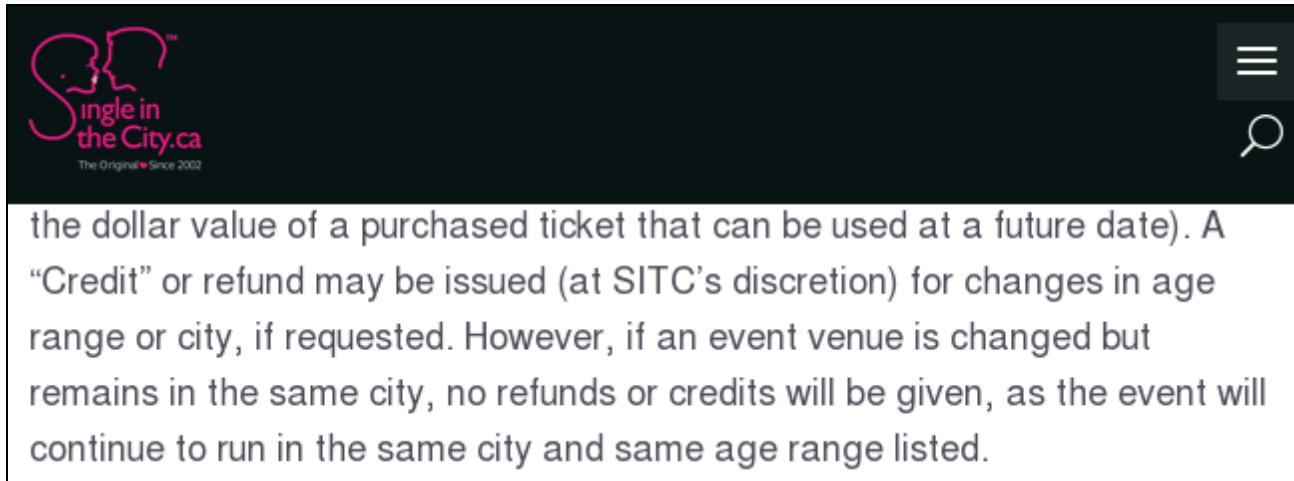 Single in
the City.ca
TM
The Original Since 2002
the dollar value of a purchased ticket that can be used at a future date). A
“Credit” or refund may be issued (at SITC’s discretion) for changes in age
range or city, if requested. However, if an event venue is changed but
remains in the same city, no refunds or credits will be given, as the event will
continue to run in the same city and same age range listed.